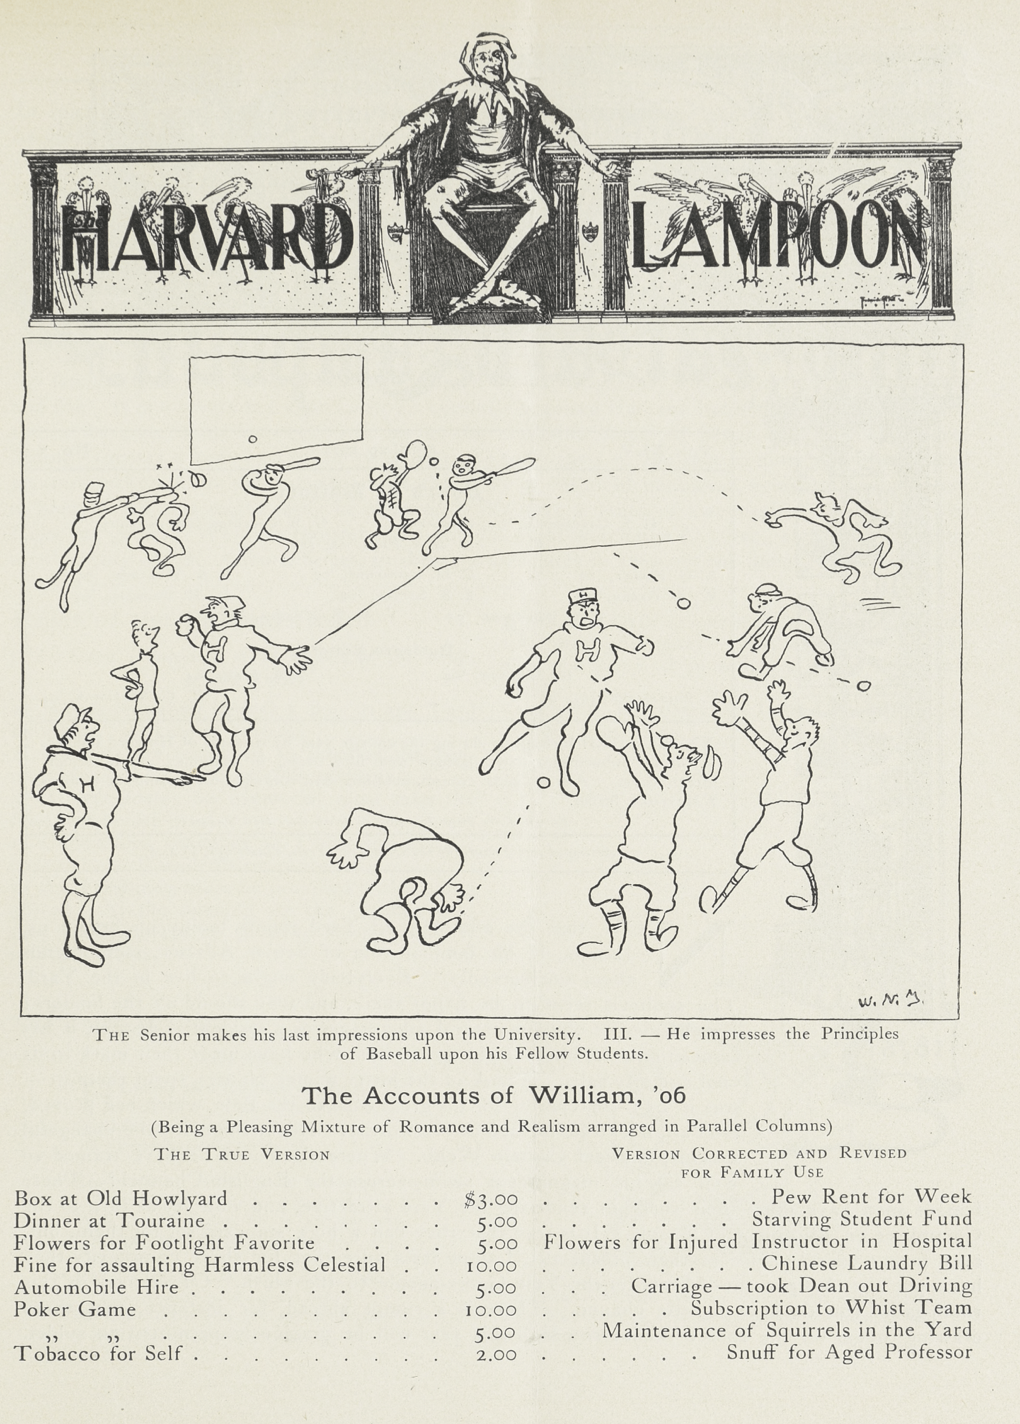 HARVARD LAMPOON
H
H
H
W. N. J.
THE Senior makes his last impressions upon the University. III. — He impresses the Principles
of Baseball upon his Fellow Students.
The Accounts of William, '06
(Being a Pleasing Mixture of Romance and Realism arranged in Parallel Columns)
THE TRUE VERSION VERSION CORRECTED AND REVISED
FOR FAMILY USE
Box at Old Howlyard . . . . . . . $3.00 . . . . . . . Pew Rent for Week
Dinner at Touraine . . . . . . . . 5.00 . . . . . . . Starving Student Fund
Flowers for Footlight Favorite . . . . 5.00 Flowers for Injured Instructor in Hospital
Fine for assaulting Harmless Celestial . . 10.00 . . . . . . . . Chinese Laundry Bill
Automobile Hire . . . . . . . . . 5.00 . . . Carriage — took Dean out Driving
Poker Game . . . . . . . . . . 10.00 . . . . . Subscription to Whist Team
„ „ . . . . . . . . . . 5.00 . . Maintenance of Squirrels in the Yard
Tobacco for Self . . . . . . . . . 2.00 . . . . . . Snuff for Aged Professor